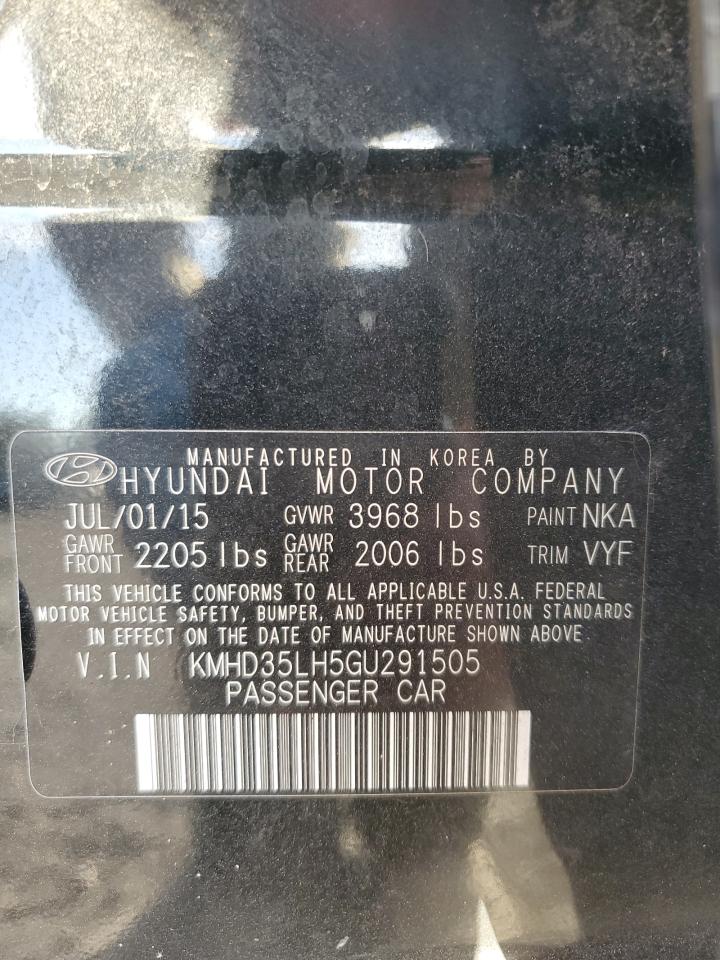 MANUFACTURED IN KOREA BY
HYUNDAI MOTOR COMPANY
JUL/01/15 GVWR 3968 lbs PAINT NKA
GAWR FRONT 2205 lbs GAWR REAR 2006 lbs TRIM VYF
THIS VEHICLE CONFORMS TO ALL APPLICABLE U.S.A. FEDERAL
MOTOR VEHICLE SAFETY, BUMPER, AND THEFT PREVENTION STANDARDS
IN EFFECT ON THE DATE OF MANUFACTURE SHOWN ABOVE
V.I.N KMHD35LH5GU291505
PASSENGER CAR